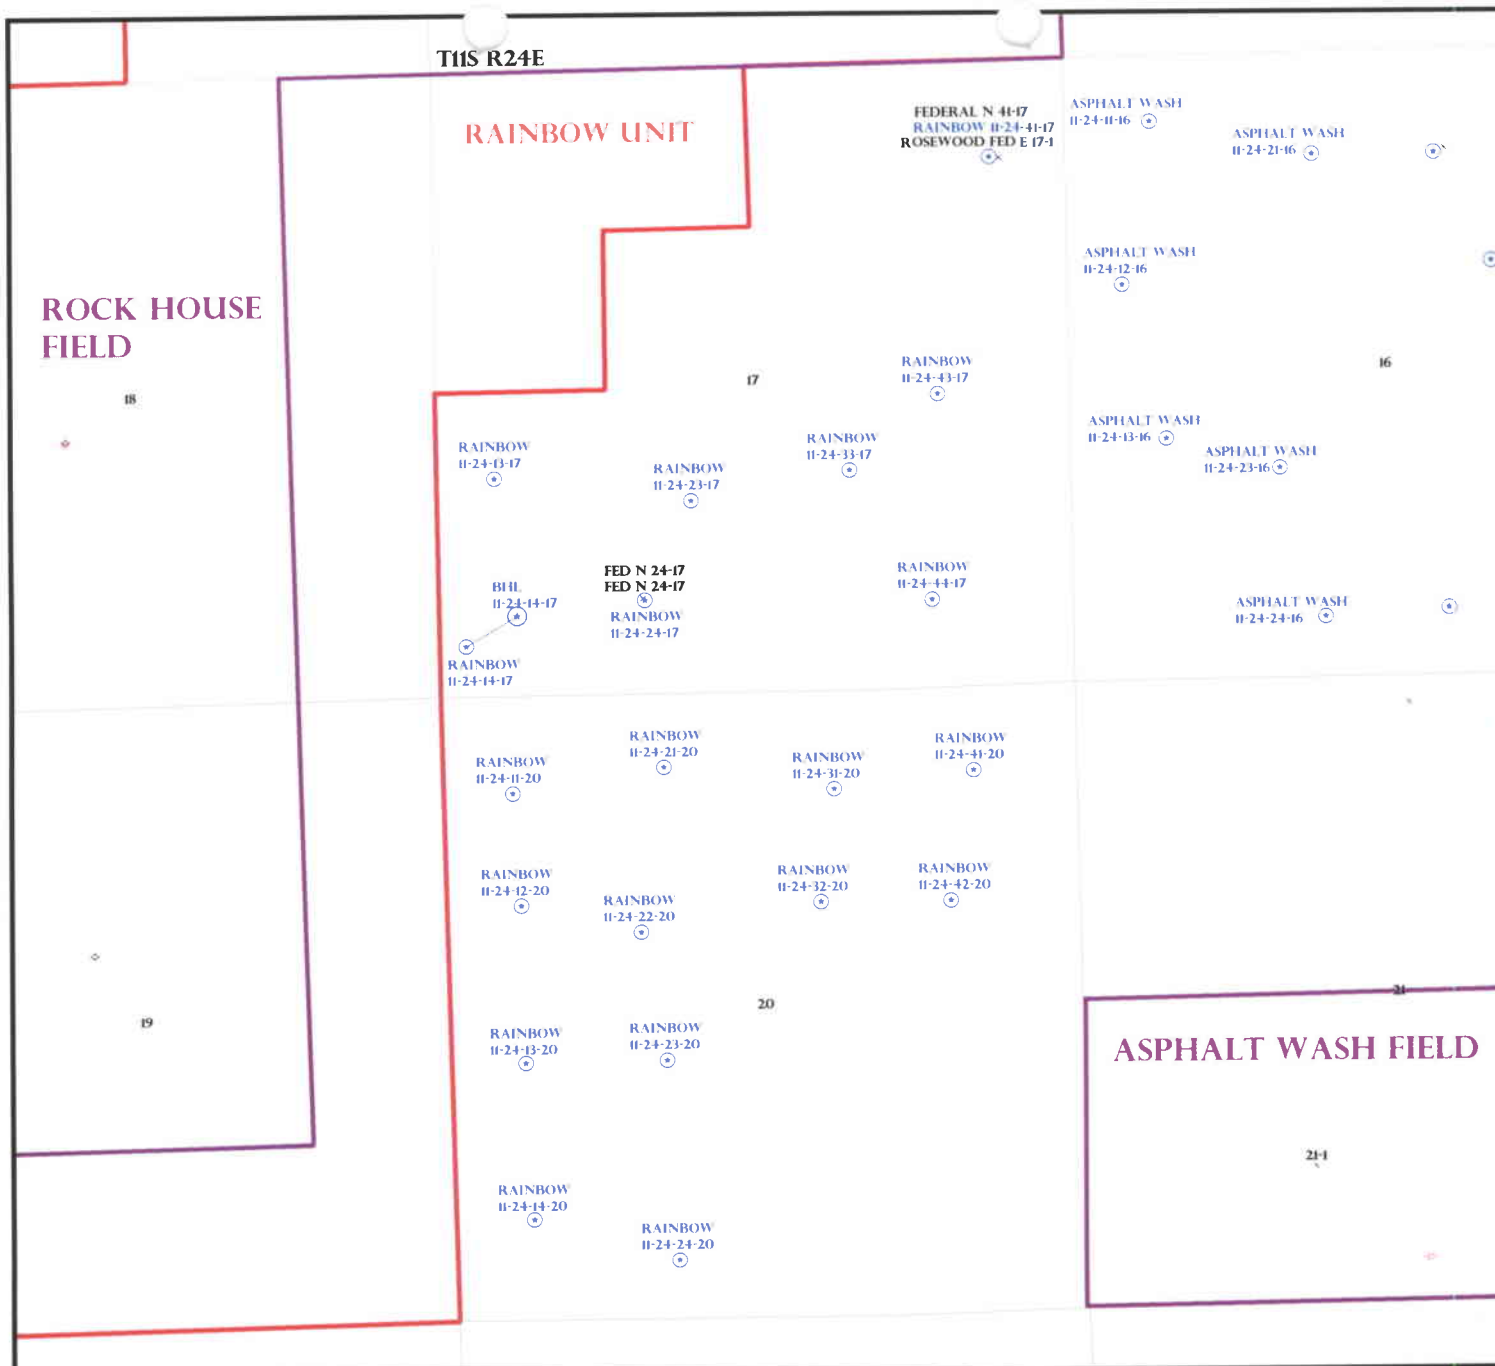 T11S R24E
RAINBOW UNIT
FEDERAL N 41-17
RAINBOW 11-24-41-17
ROSEWOOD FED E 17-1
ASPHALT WASH
11-24-11-16
ASPHALT WASH
11-24-21-16
ROCK HOUSE
FIELD
18
ASPHALT WASH
11-24-12-16
17
16
RAINBOW
11-24-43-17
RAINBOW
11-24-13-17
RAINBOW
11-24-23-17
RAINBOW
11-24-33-17
ASPHALT WASH
11-24-13-16
ASPHALT WASH
11-24-23-16
BHL
11-24-14-17
RAINBOW
11-24-14-17
FED N 24-17
FED N 24-17
RAINBOW
11-24-24-17
RAINBOW
11-24-44-17
ASPHALT WASH
11-24-24-16
RAINBOW
11-24-11-20
RAINBOW
11-24-21-20
RAINBOW
11-24-31-20
RAINBOW
11-24-41-20
RAINBOW
11-24-12-20
RAINBOW
11-24-22-20
RAINBOW
11-24-32-20
RAINBOW
11-24-42-20
19
20
21
RAINBOW
11-24-13-20
RAINBOW
11-24-23-20
ASPHALT WASH FIELD
21-1
RAINBOW
11-24-14-20
RAINBOW
11-24-24-20